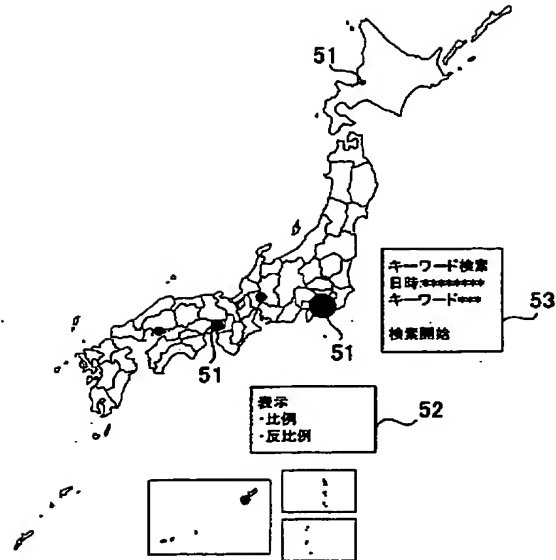 51
キーワード検索
日時:********
キーワード***
検索開始
53
51
51
表示
・比例
・反比例
52